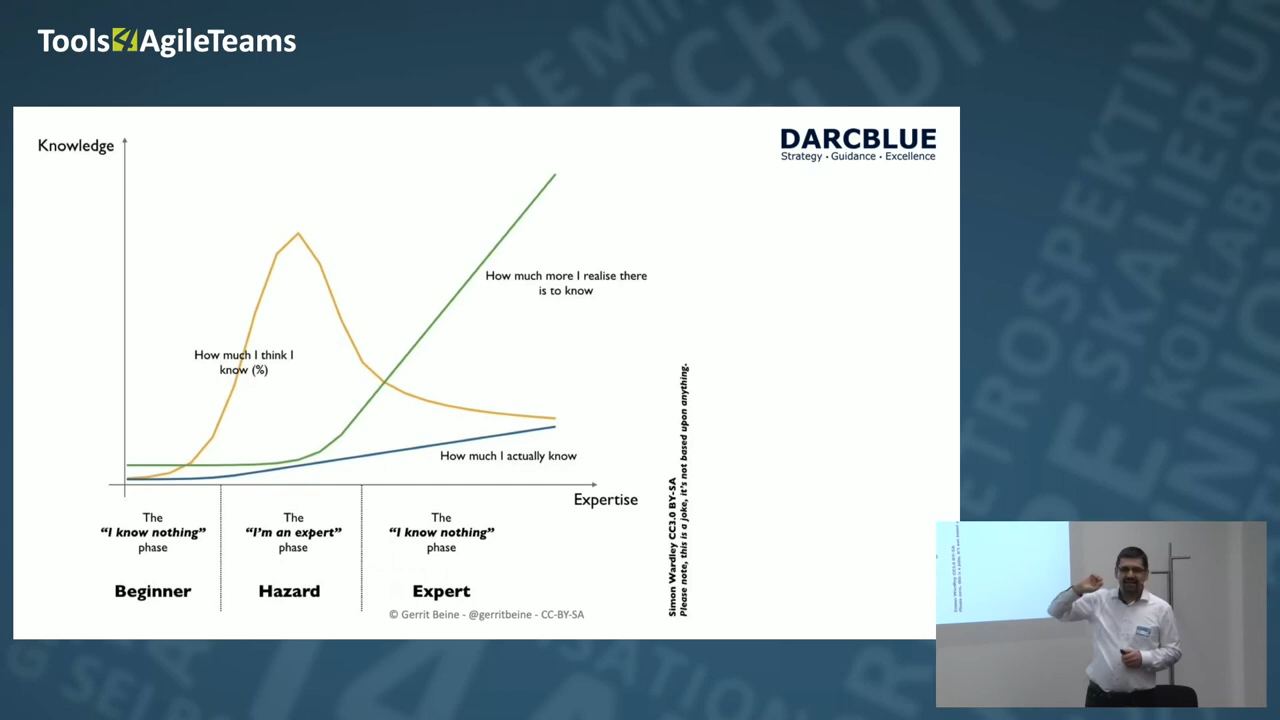 Tools4AgileTeams
DARCBLUE
Strategy • Guidance • Excellence
Knowledge
How much more I realise there
is to know
How much I think I
know (%)
How much I actually know
Expertise
The
“I know nothing”
phase
The
“I'm an expert”
phase
The
“I know nothing”
phase
Beginner
Hazard
Expert
© Gerrit Beine - @gerritbeine - CC-BY-SA
Simon Wardley CC3.0 BY-SA
Please note, this is a joke, it's not based upon anything.